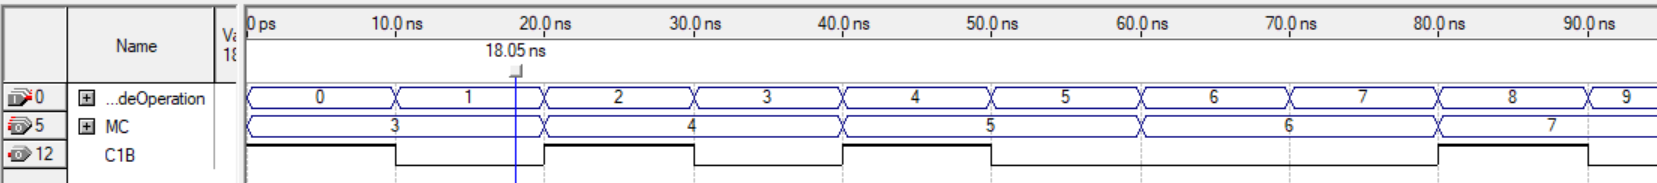 0 ps 10.0 ns 20.0 ns 30.0 ns 40.0 ns 50.0 ns 60.0 ns 70.0 ns 80.0 ns 90.0 ns
Name
18
18.05 ns
0 ...deOperation 0 1 2 3 4 5 6 7 8 9
5 MC 3 4 5 6 7
12 C1B